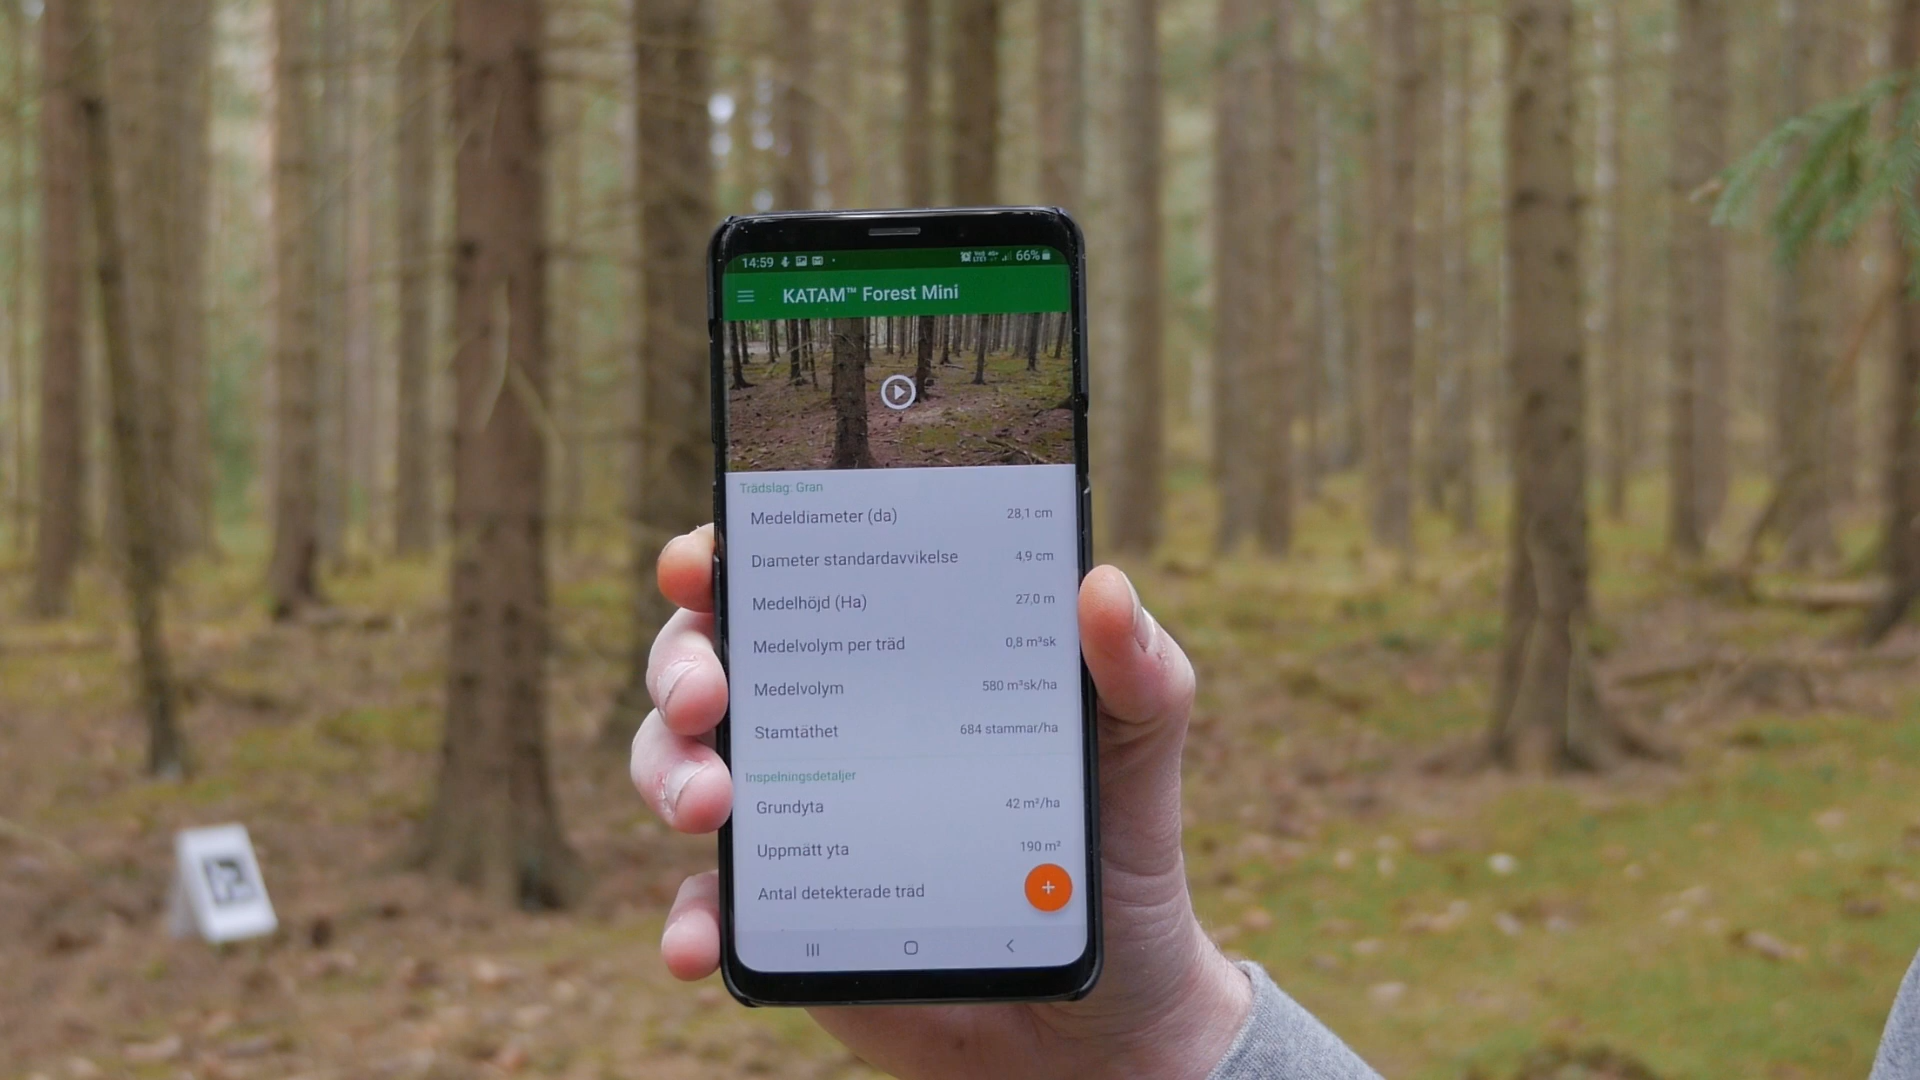 14:59 66%
KATAM™ Forest Mini
Trädslag: Gran
Medeldiameter (da) 28,1 cm
Diameter standardavvikelse 4,9 cm
Medelhöjd (Ha) 27,0 m
Medelvolym per träd 0,8 m³sk
Medelvolym 580 m³sk/ha
Stamtäthet 684 stammar/ha
Inspelningsdetaljer
Grundyta 42 m²/ha
Uppmätt yta 190 m²
Antal detekterade träd